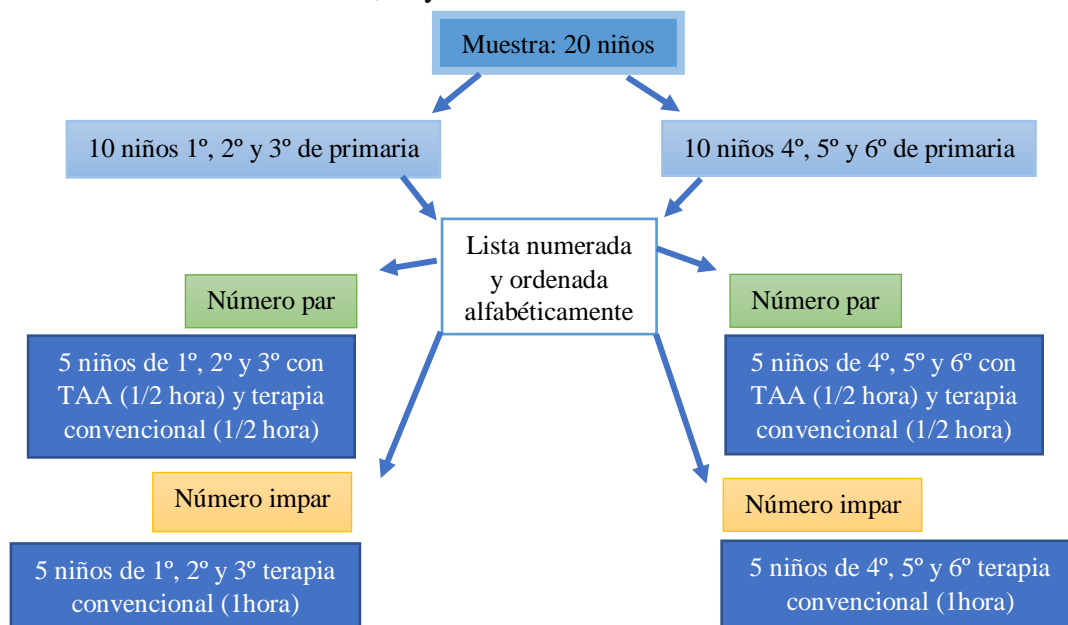 Muestra: 20 niños
10 niños 1º, 2º y 3º de primaria
10 niños 4º, 5º y 6º de primaria
Lista numerada
y ordenada
alfabéticamente
Número par
Número par
5 niños de 1º, 2º y 3º con
TAA (1/2 hora) y terapia
convencional (1/2 hora)
5 niños de 4º, 5º y 6º con
TAA (1/2 hora) y terapia
convencional (1/2 hora)
Número impar
Número impar
5 niños de 1º, 2º y 3º terapia
convencional (1hora)
5 niños de 4º, 5º y 6º terapia
convencional (1hora)